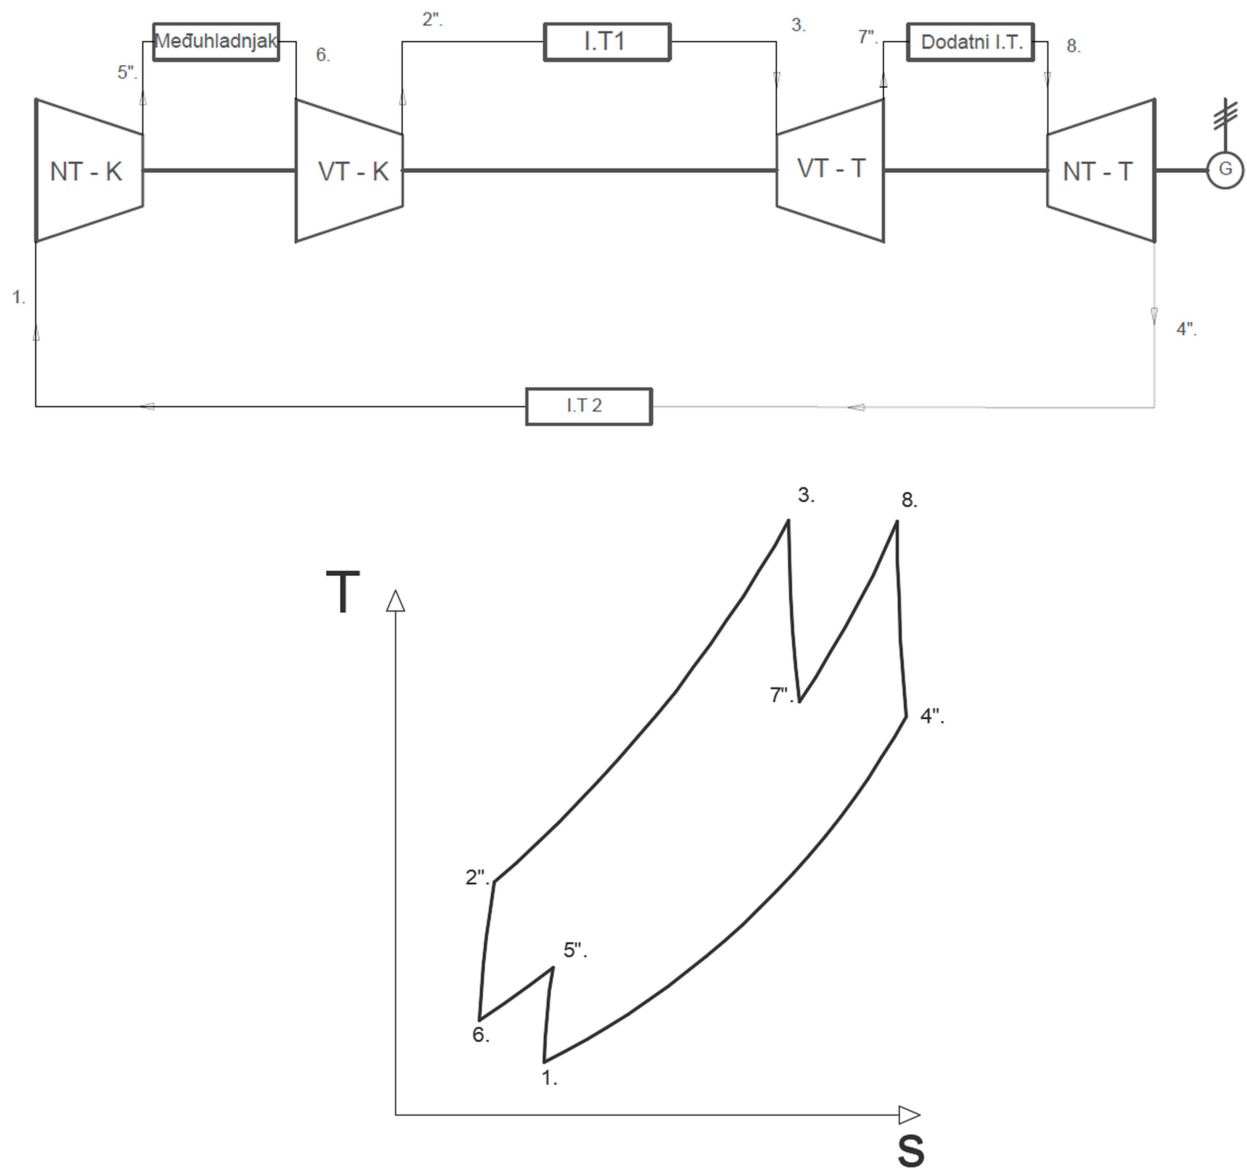 2".
I.T1
3.
7".
Dodatni I.T.
8.
Međuhladnjak
6.
5".
NT - K
VT - K
VT - T
NT - T
G
1.
4".
I.T 2
3.
8.
T
7".
4".
2".
5".
6.
1.
S